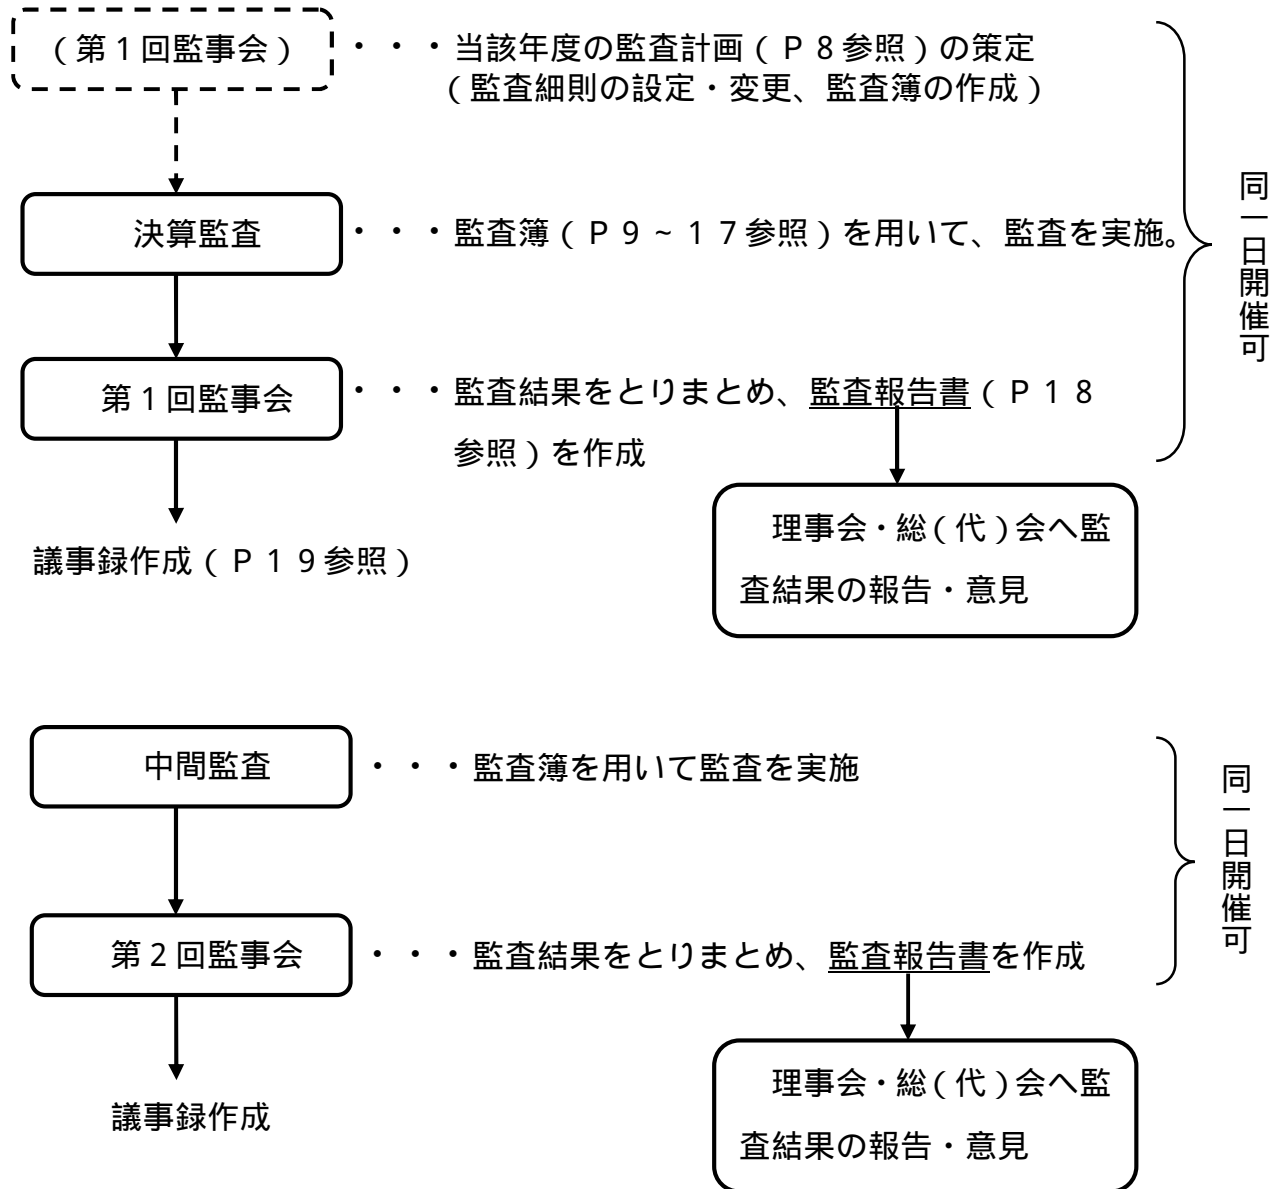 （第１回監事会）・・・当該年度の監査計画（Ｐ８参照）の策定
（監査細則の設定・変更、監査簿の作成）
決算監査・・・監査簿（Ｐ９～１７参照）を用いて、監査を実施。
第１回監事会・・・監査結果をとりまとめ、監査報告書（Ｐ１８
参照）を作成
同一日開催可
理事会・総（代）会へ監
査結果の報告・意見
議事録作成（Ｐ１９参照）
中間監査・・・監査簿を用いて監査を実施
第２回監事会・・・監査結果をとりまとめ、監査報告書を作成
同一日開催可
理事会・総（代）会へ監
査結果の報告・意見
議事録作成